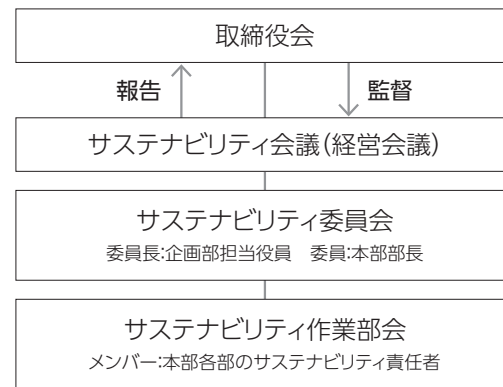 取締役会
報告 監督
サステナビリティ会議(経営会議)
サステナビリティ委員会
委員長:企画部担当役員 委員:本部部長
サステナビリティ作業部会
メンバー:本部各部のサステナビリティ責任者